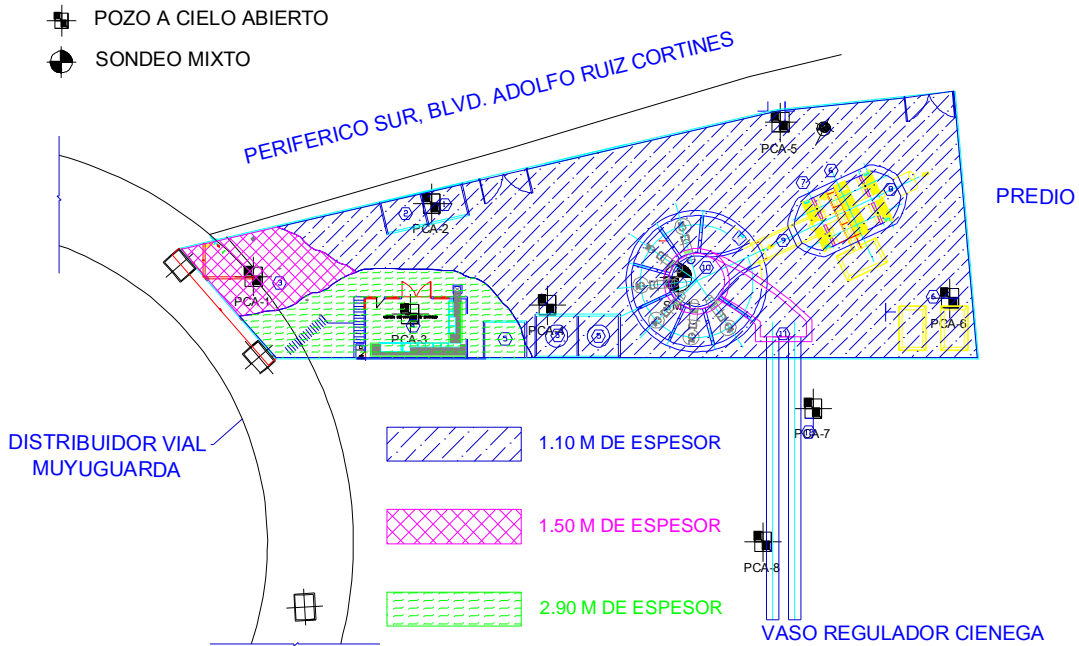 POZO A CIELO ABIERTO
SONDEO MIXTO
PERIFERICO SUR, BLVD. ADOLFO RUIZ CORTINES
PREDIO
PCA-5
PCA-2
PCA-1
PCA-3
PCA-4
PCA-6
PCA-7
PCA-8
DISTRIBUIDOR VIAL
MUYUGUARDA
1.10 M DE ESPESOR
1.50 M DE ESPESOR
2.90 M DE ESPESOR
VASO REGULADOR CIENEGA